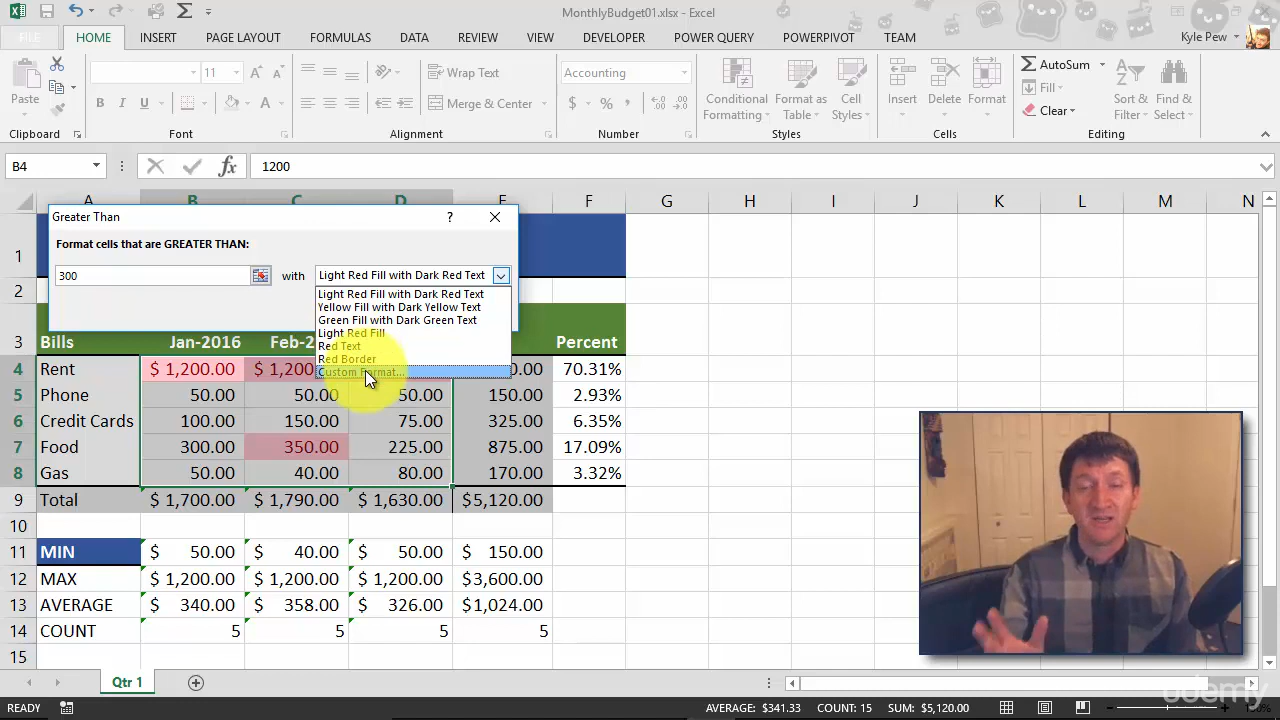 MonthlyBudget01.xlsx - Excel
FILE HOME INSERT PAGE LAYOUT FORMULAS DATA REVIEW VIEW DEVELOPER POWER QUERY POWERPIVOT TEAM Kyle Pew
11 Wrap Text Accounting AutoSum
Paste Conditional Formatting Format as Table Cell Styles Insert Delete Format Fill Sort & Filter Find & Select
B I U Merge & Center $ % , Clear
Clipboard Font Alignment Number Styles Cells Editing
B4 fx 1200
A B C D E F G H I J K L M N
Greater Than ? ×
Format cells that are GREATER THAN:
300 with Light Red Fill with Dark Red Text
Light Red Fill with Dark Red Text
Yellow Fill with Dark Yellow Text
Green Fill with Dark Green Text
Light Red Fill
Red Text
Red Border
Custom Format...
1
2
3 Bills Jan-2016 Feb-2 Percent
4 Rent $ 1,200.00 $ 1,200 0.00 70.31%
5 Phone 50.00 50.00 50.00 150.00 2.93%
6 Credit Cards 100.00 150.00 75.00 325.00 6.35%
7 Food 300.00 350.00 225.00 875.00 17.09%
8 Gas 50.00 40.00 80.00 170.00 3.32%
9 Total $ 1,700.00 $ 1,790.00 $ 1,630.00 $5,120.00
10
11 MIN $ 50.00 $ 40.00 $ 50.00 $ 150.00
12 MAX $ 1,200.00 $ 1,200.00 $ 1,200.00 $3,600.00
13 AVERAGE $ 340.00 $ 358.00 $ 326.00 $1,024.00
14 COUNT 5 5 5 5
15
Qtr 1
udemy
READY AVERAGE: $341.33 COUNT: 15 SUM: $5,120.00